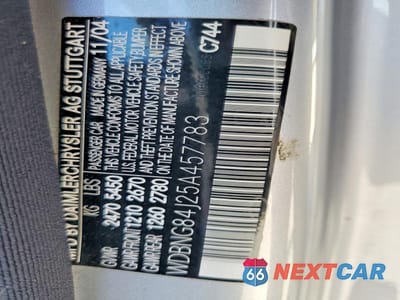 MFD BY DAIMLERCHRYSLER AG STUTTGART
PASSENGER CAR MADE IN GERMANY 11/04
THIS VEHICLE CONFORMS TO ALL APPLICABLE
U.S. FEDERAL MOTOR VEHICLE SAFETY BUMPER
AND THEFT PREVENTION STANDARDS IN EFFECT
ON THE DATE OF MANUFACTURE SHOWN ABOVE
KG LBS
GVWR 2470 5450
GAWR-FRONT 1210 2670
GAWR-REAR 1260 2780
C744
WDBNG84J25A457783
66 NEXTCAR